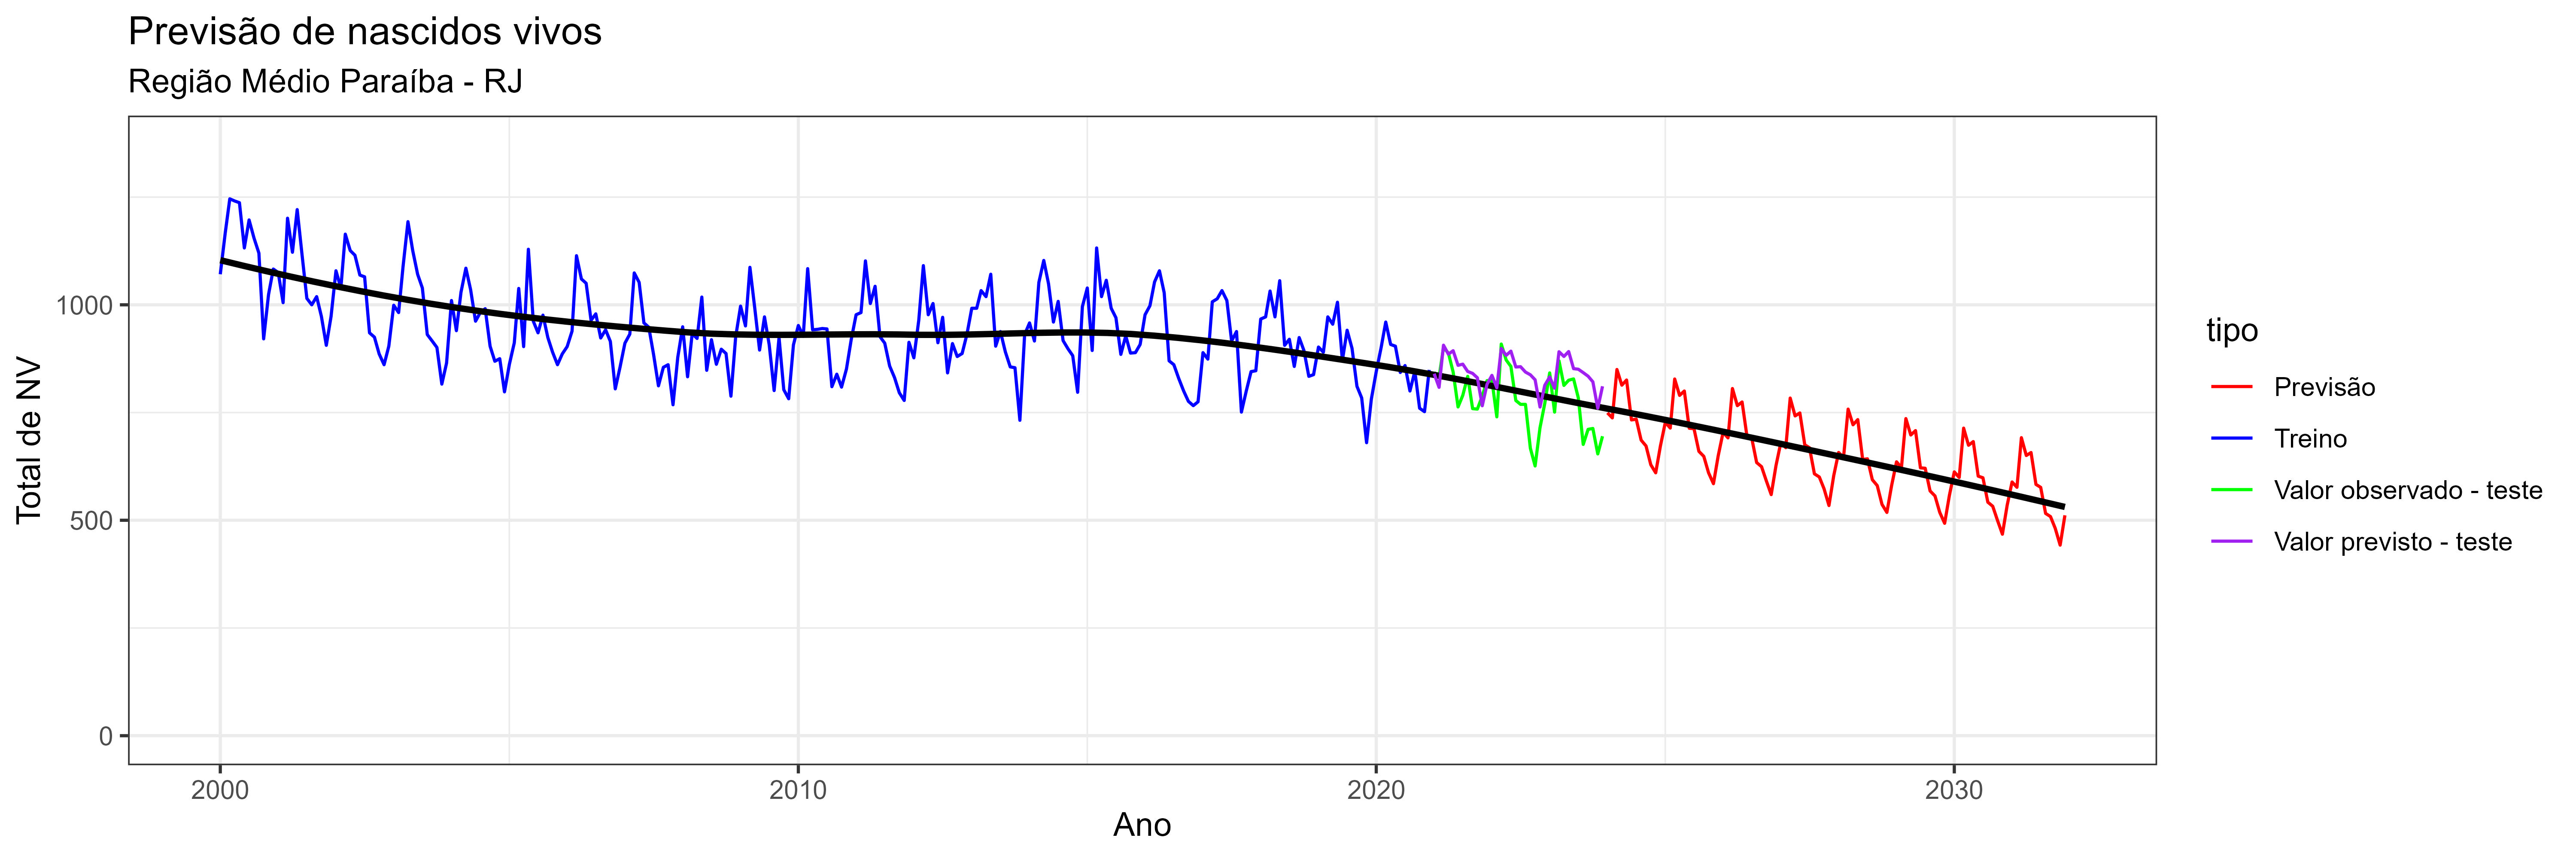 Previsão de nascidos vivos
Região Médio Paraíba - RJ
Total de NV
1000
500
0
2000
2010
2020
2030
Ano
tipo
Previsão
Treino
Valor observado - teste
Valor previsto - teste